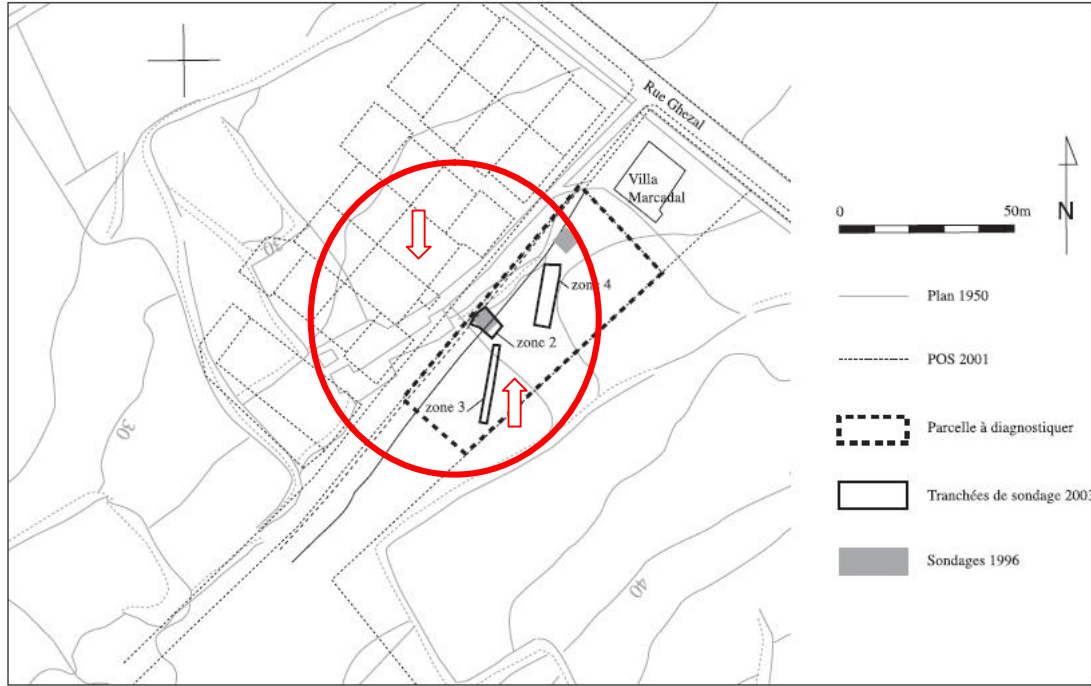 Rue Ghezal
Villa
Marcadal
zone 4
zone 2
zone 3
30
30
40
0 50m
N
Plan 1950
POS 2001
Parcelle à diagnostiquer
Tranchées de sondage 2003
Sondages 1996